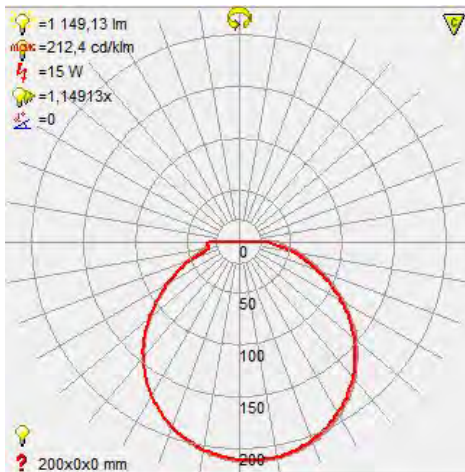 =1 149,13 lm
max =212,4 cd/klm
=15 W
=1,14913x
=0
C
0
50
100
150
200
? 200x0x0 mm